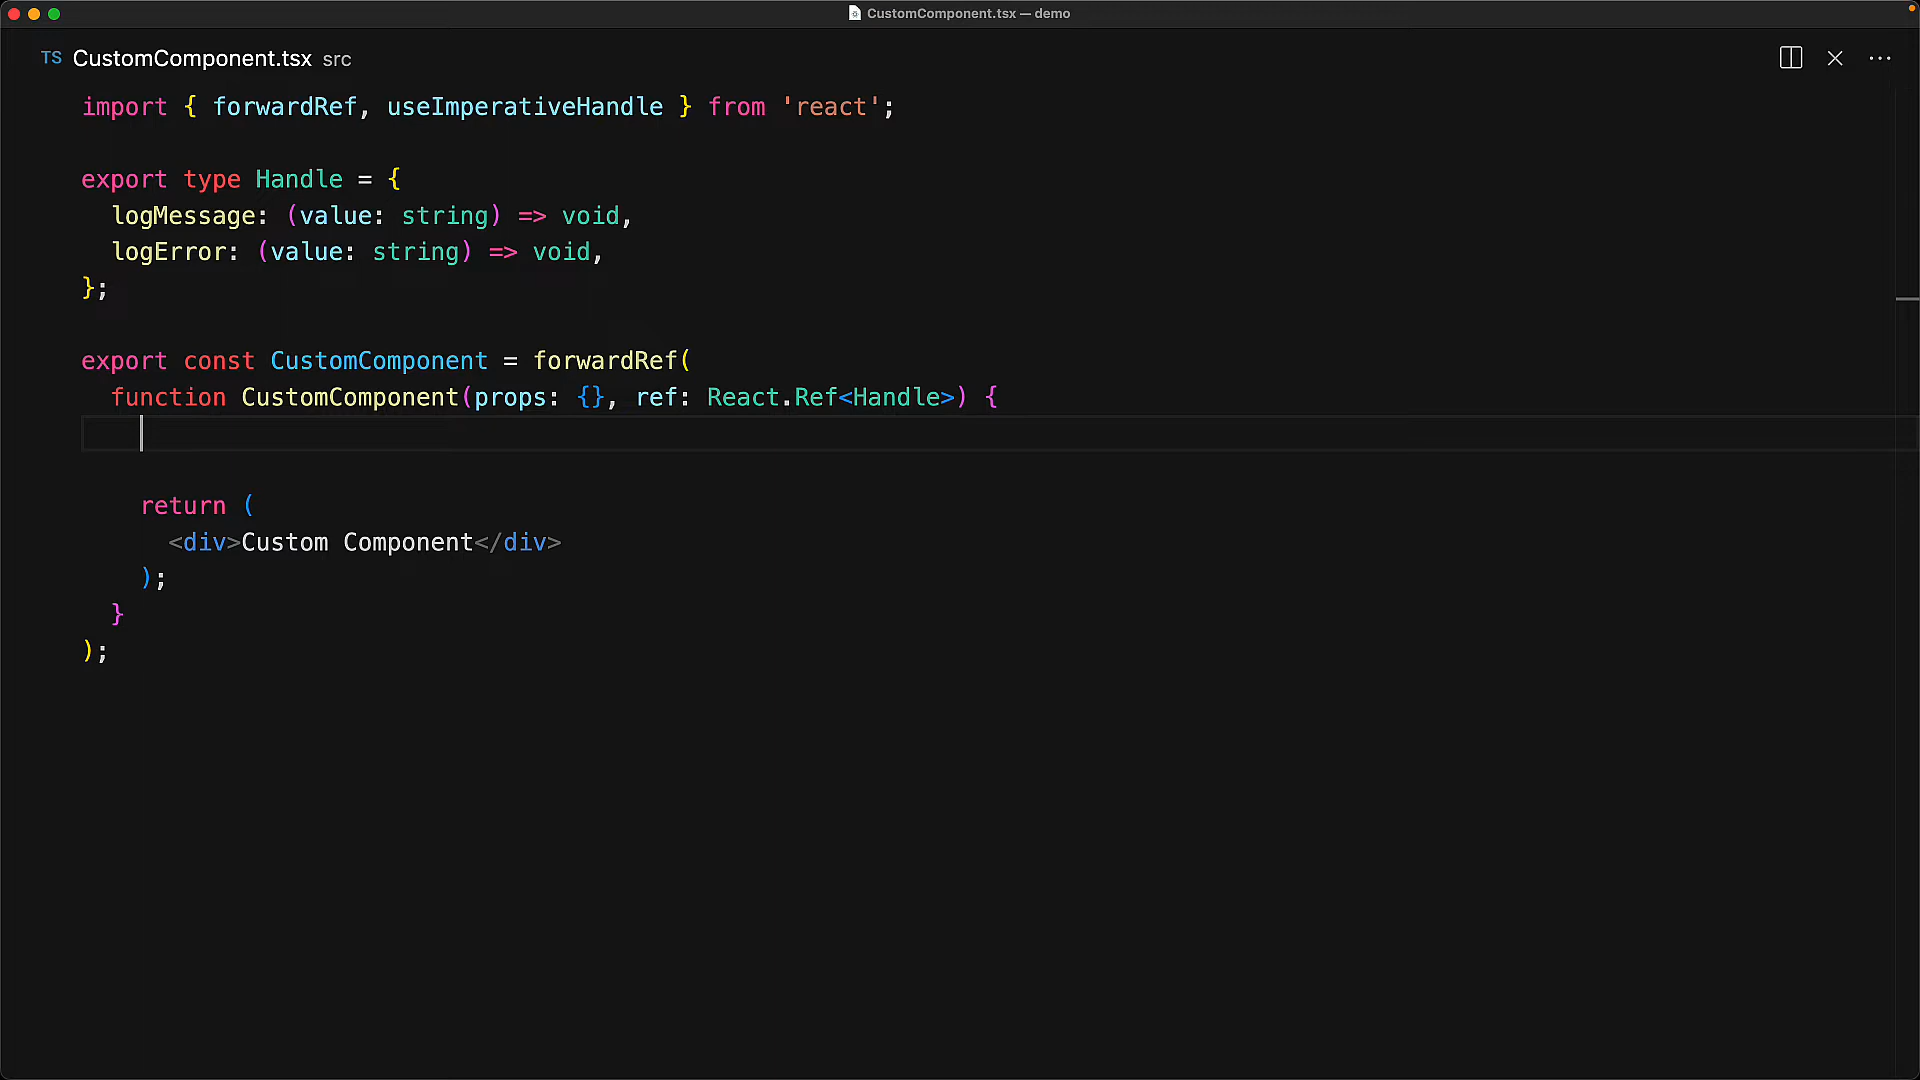 CustomComponent.tsx — demo
TS CustomComponent.tsx src
import { forwardRef, useImperativeHandle } from 'react';
export type Handle = {
  logMessage: (value: string) => void,
  logError: (value: string) => void,
};
export const CustomComponent = forwardRef(
  function CustomComponent(props: {}, ref: React.Ref<Handle>) {
    return (
      <div>Custom Component</div>
    );
  }
);